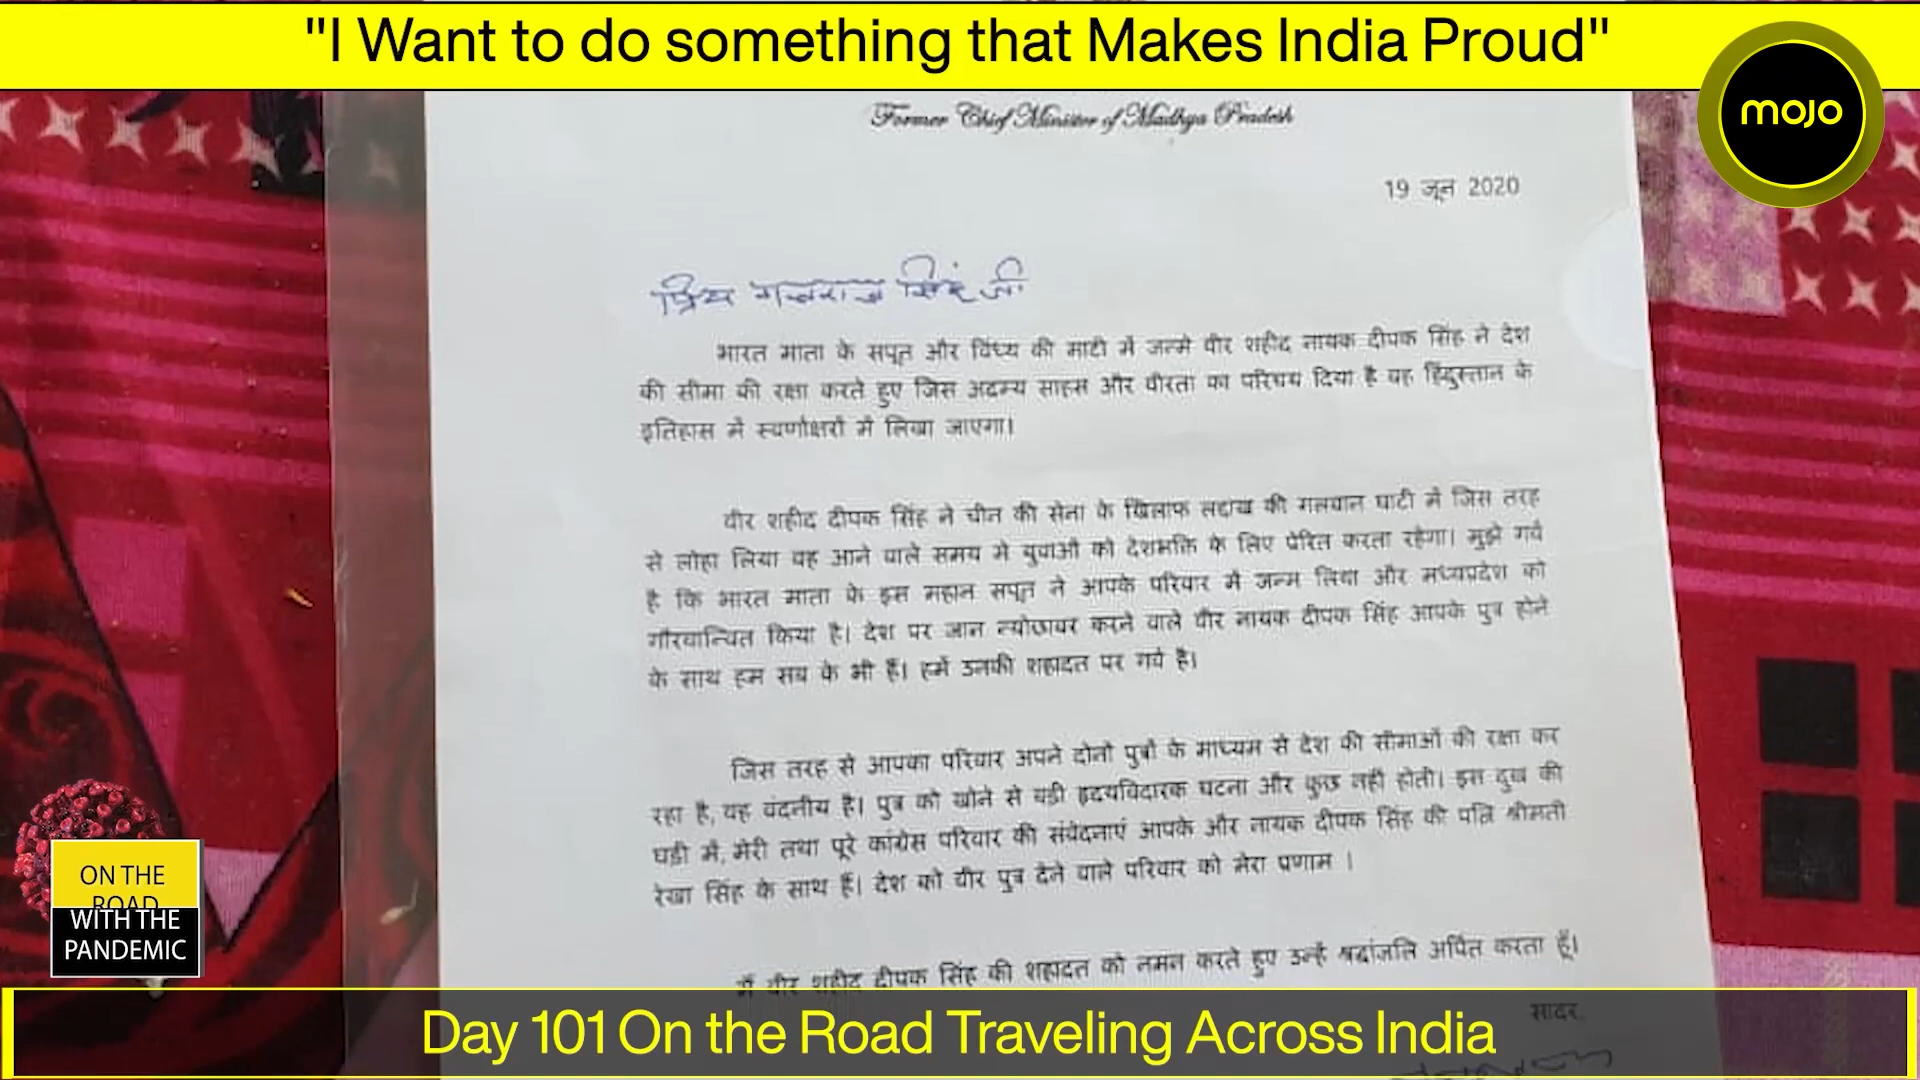 "I Want to do something that Makes India Proud"
mojo
Former Chief Minister of Madhya Pradesh
19 जून 2020
प्रिय गजराज सिंह जी
भारत माता के सपूत और विंध्य की माटी में जन्मे वीर शहीद नायक दीपक सिंह ने देश
की सीमा की रक्षा करते हुए जिस अदम्य साहस और वीरता का परिचय दिया है वह हिंदुस्तान के
इतिहास में स्वर्णाक्षरों में लिखा जाएगा।
वीर शहीद दीपक सिंह ने चीन की सेना के खिलाफ लद्दाख की गलवान घाटी में जिस तरह
से लोहा लिया वह आने वाले समय में युवाओं को देशभक्ति के लिए प्रेरित करता रहेगा। मुझे गर्व
है कि भारत माता के इस महान सपूत ने आपके परिवार में जन्म लिया और मध्यप्रदेश को
गौरवान्वित किया है। देश पर जान न्योछावर करने वाले वीर नायक दीपक सिंह आपके पुत्र होने
के साथ हम सब के भी हैं। हमें उनकी शहादत पर गर्व है।
जिस तरह से आपका परिवार अपने दोनों पुत्रों के माध्यम से देश की सीमाओं की रक्षा कर
रहा है, वह वंदनीय है। पुत्र को खोने से बड़ी हृदयविदारक घटना और कुछ नहीं होती। इस दुख की
घड़ी में, मेरी तथा पूरे कांग्रेस परिवार की संवेदनाएं आपके और नायक दीपक सिंह की पत्नि श्रीमती
रेखा सिंह के साथ हैं। देश को वीर पुत्र देने वाले परिवार को मेरा प्रणाम ।
मैं वीर शहीद दीपक सिंह की शहादत को नमन करते हुए उन्हें श्रद्धांजलि अर्पित करता हूँ।
सादर
ON THE
ROAD
WITH THE
PANDEMIC
Day 101 On the Road Traveling Across India